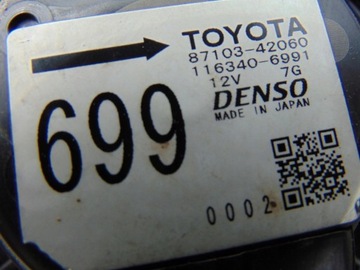 TOYOTA
87103-42060
116340-6991
12V 7G
DENSO
MADE IN JAPAN
699
0002